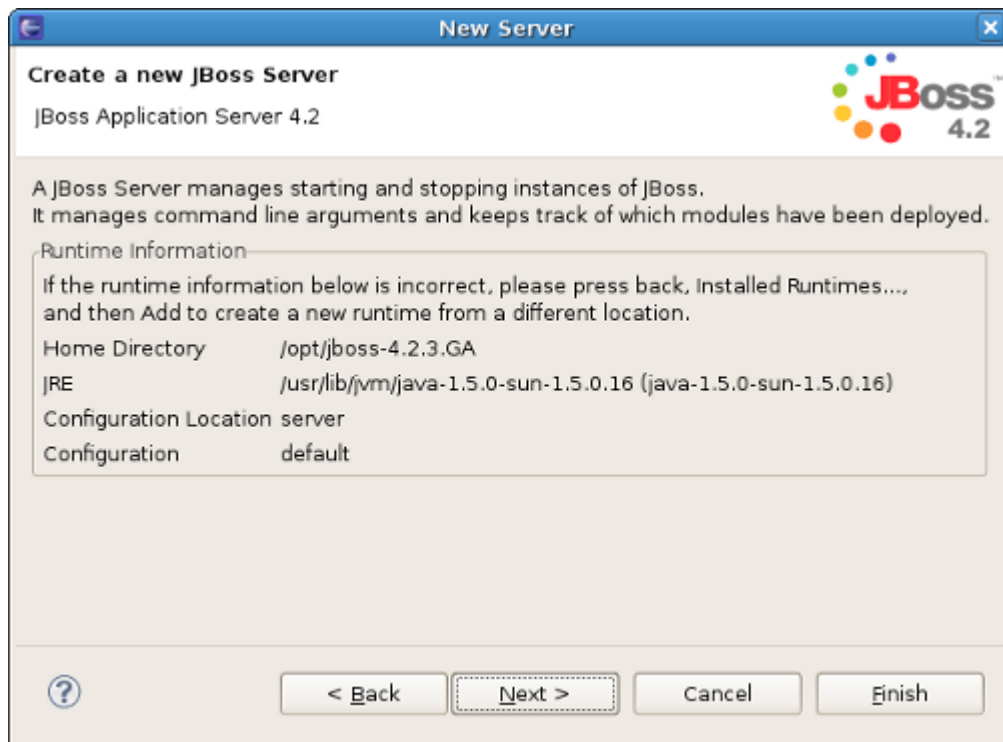 New Server
Create a new JBoss Server
JBoss Application Server 4.2
JBoss™
4.2
A JBoss Server manages starting and stopping instances of JBoss.
It manages command line arguments and keeps track of which modules have been deployed.
Runtime Information
If the runtime information below is incorrect, please press back, Installed Runtimes...,
and then Add to create a new runtime from a different location.
Home Directory /opt/jboss-4.2.3.GA
JRE /usr/lib/jvm/java-1.5.0-sun-1.5.0.16 (java-1.5.0-sun-1.5.0.16)
Configuration Location server
Configuration default
? < Back Next > Cancel Finish